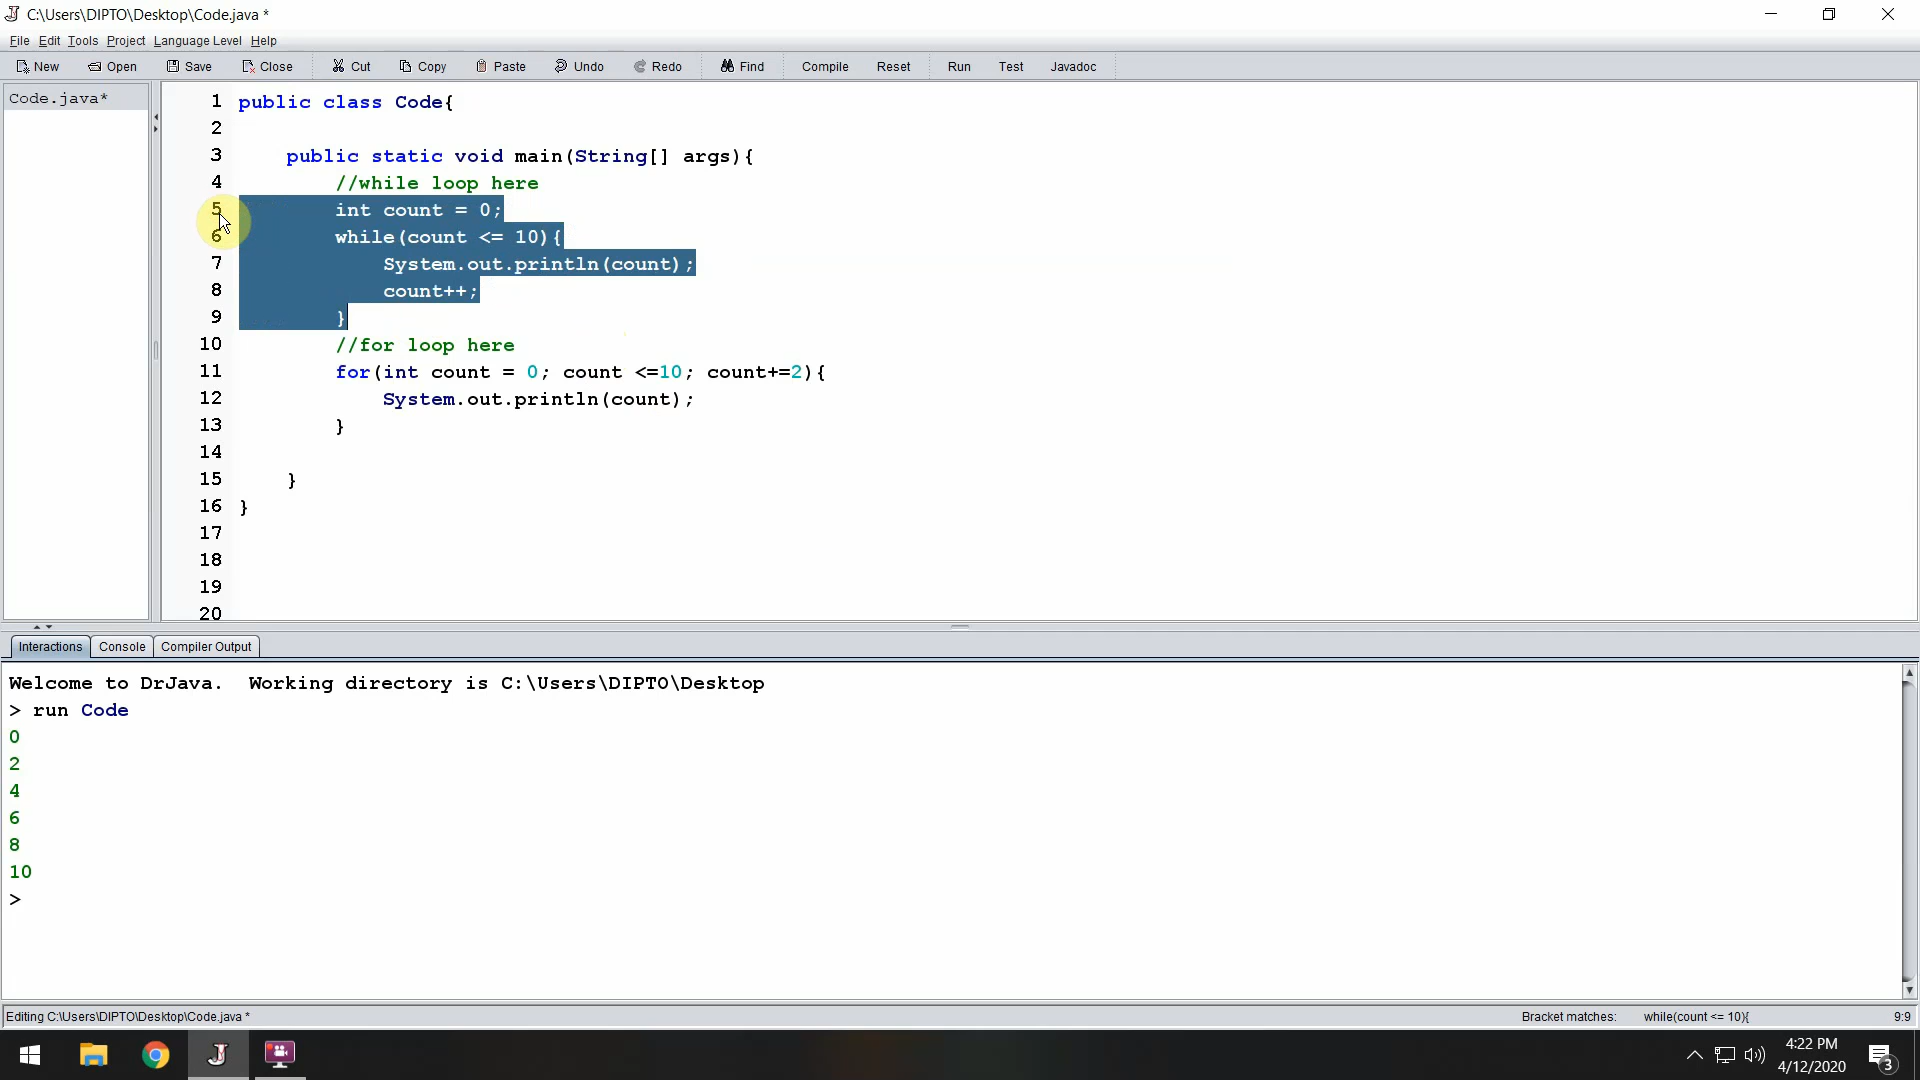 C:\Users\DIPTO\Desktop\Code.java *
File Edit Tools Project Language Level Help
New Open Save Close Cut Copy Paste Undo Redo Find Compile Reset Run Test Javadoc
Code.java*
1 public class Code{
2
3 public static void main(String[] args){
4 //while loop here
5 int count = 0;
6 while(count <= 10){
7 System.out.println(count);
8 count++;
9 }
10 //for loop here
11 for(int count = 0; count <=10; count+=2){
12 System.out.println(count);
13 }
14
15 }
16 }
17
18
19
20
Interactions Console Compiler Output
Welcome to DrJava. Working directory is C:\Users\DIPTO\Desktop
> run Code
0
2
4
6
8
10
>
Editing C:\Users\DIPTO\Desktop\Code.java * Bracket matches: while(count <= 10){ 9:9
4:22 PM
4/12/2020
3